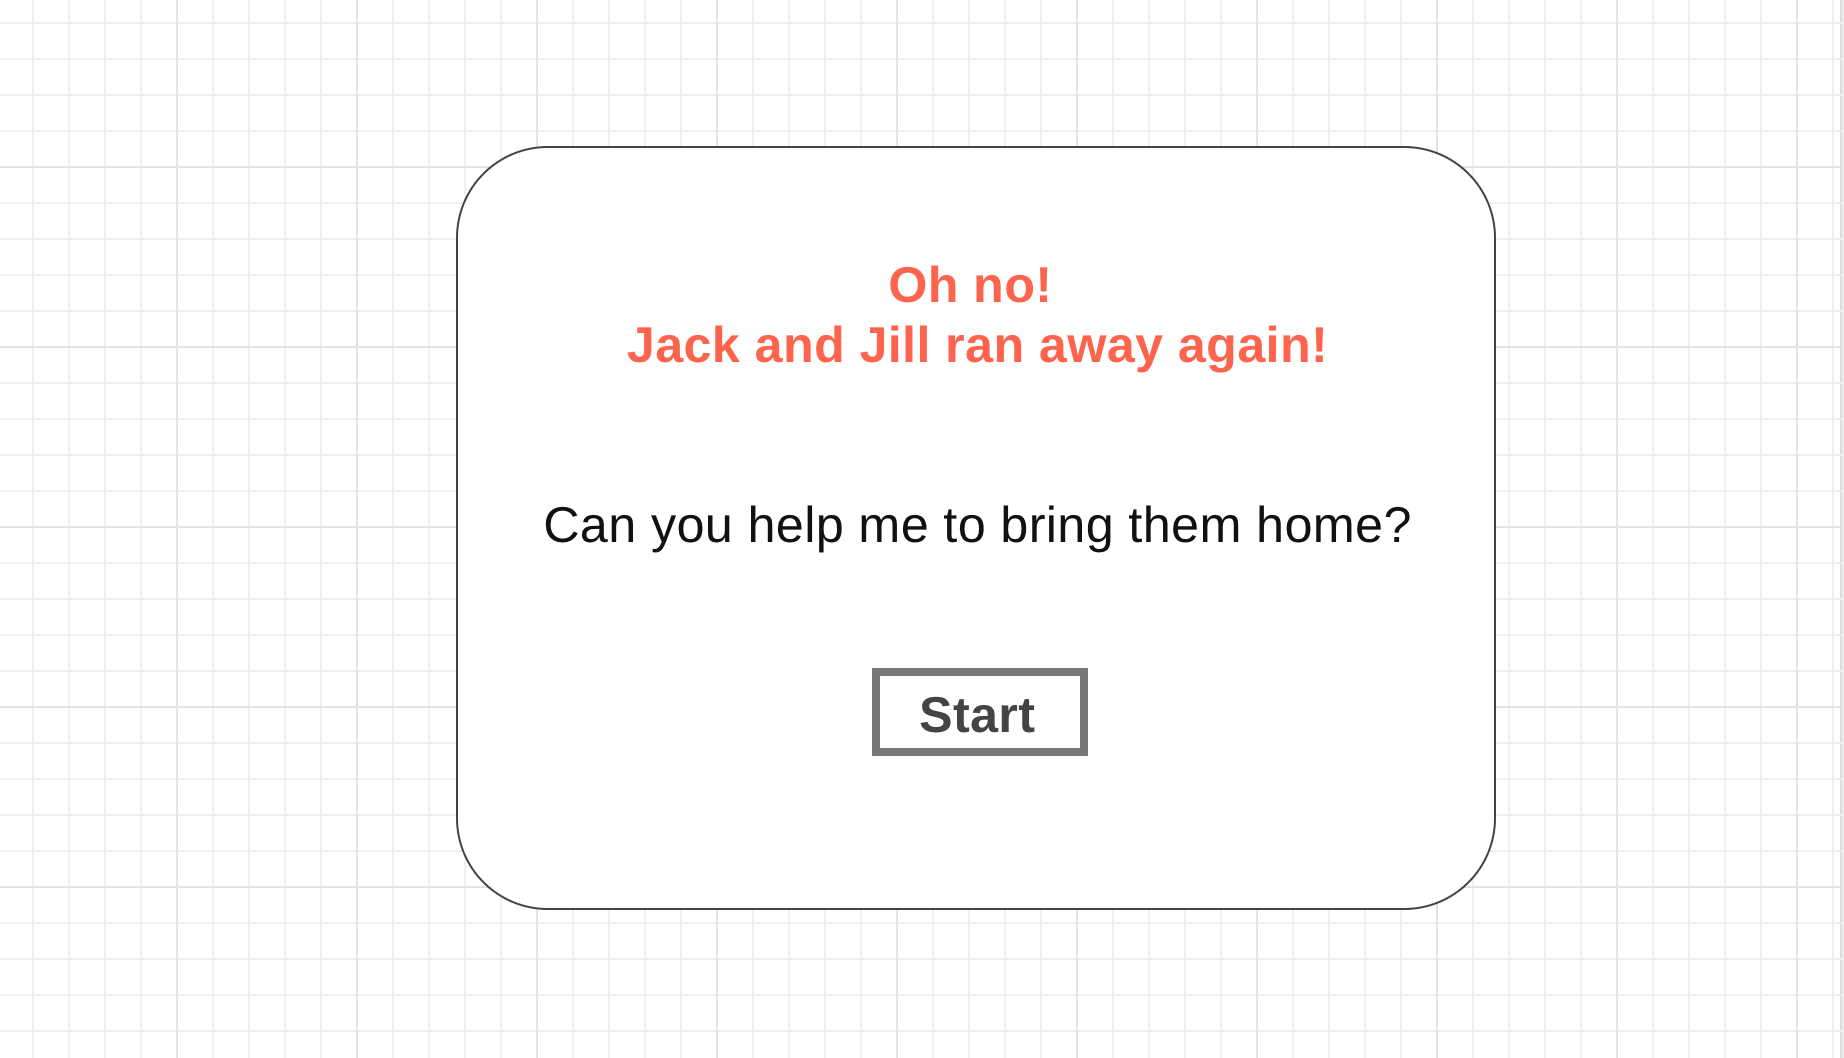 Oh no!
Jack and Jill ran away again!
Can you help me to bring them home?
Start